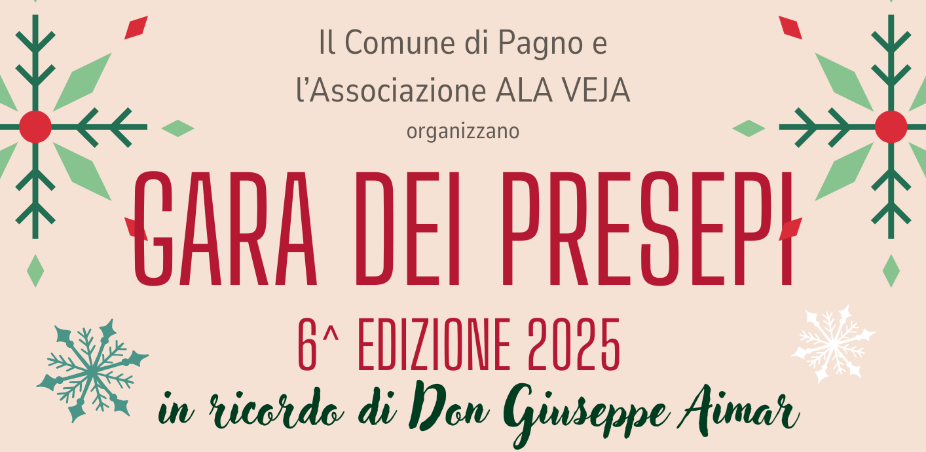 Il Comune di Pagno e
l'Associazione ALA VEJA
organizzano
GARA DEI PRESEPI
6^ EDIZIONE 2025
in ricordo di Don Giuseppe Aimar